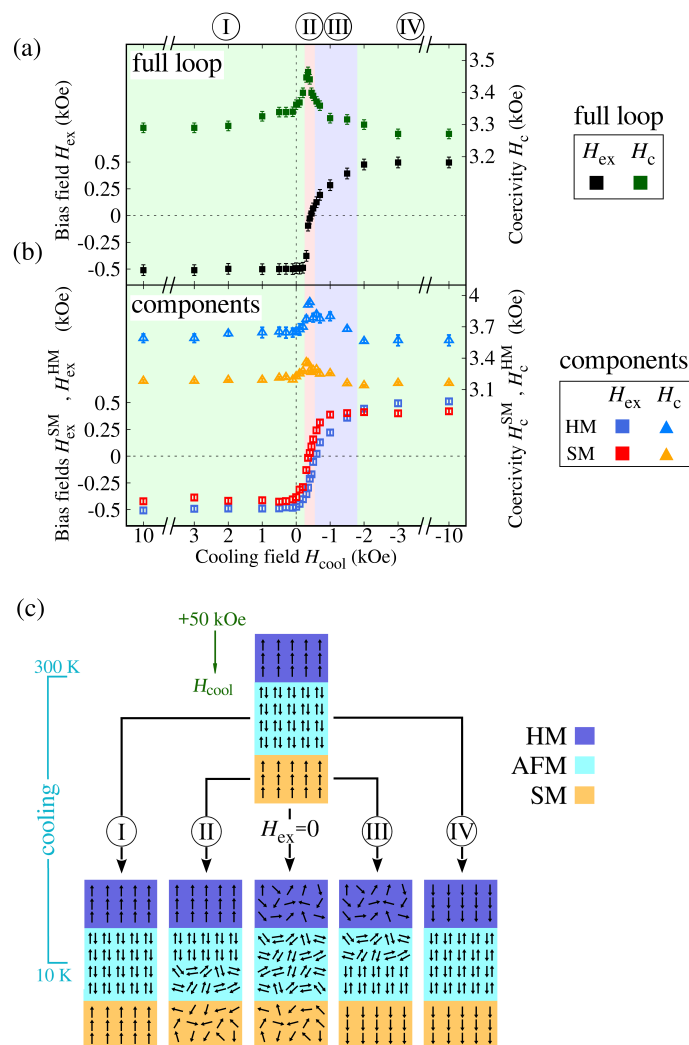 I II III IV
(a)
full loop
Bias field Hex (kOe)
0.5
0.25
0
-0.25
-0.5
3.5
3.4
3.3
3.2
Coercivity Hc (kOe)
full loop
Hex Hc
(b)
components
Bias fields HexSM , HexHM (kOe)
0.5
0.25
0
-0.25
-0.5
4
3.7
3.4
3.1
Coercivity HcSM , HcHM (kOe)
components
Hex Hc
HM
SM
10 3 2 1 0 -1 -2 -3 -10
Cooling field Hcool (kOe)
(c)
+50 kOe
Hcool
300 K
cooling
10 K
HM
AFM
SM
I II Hex=0 III IV